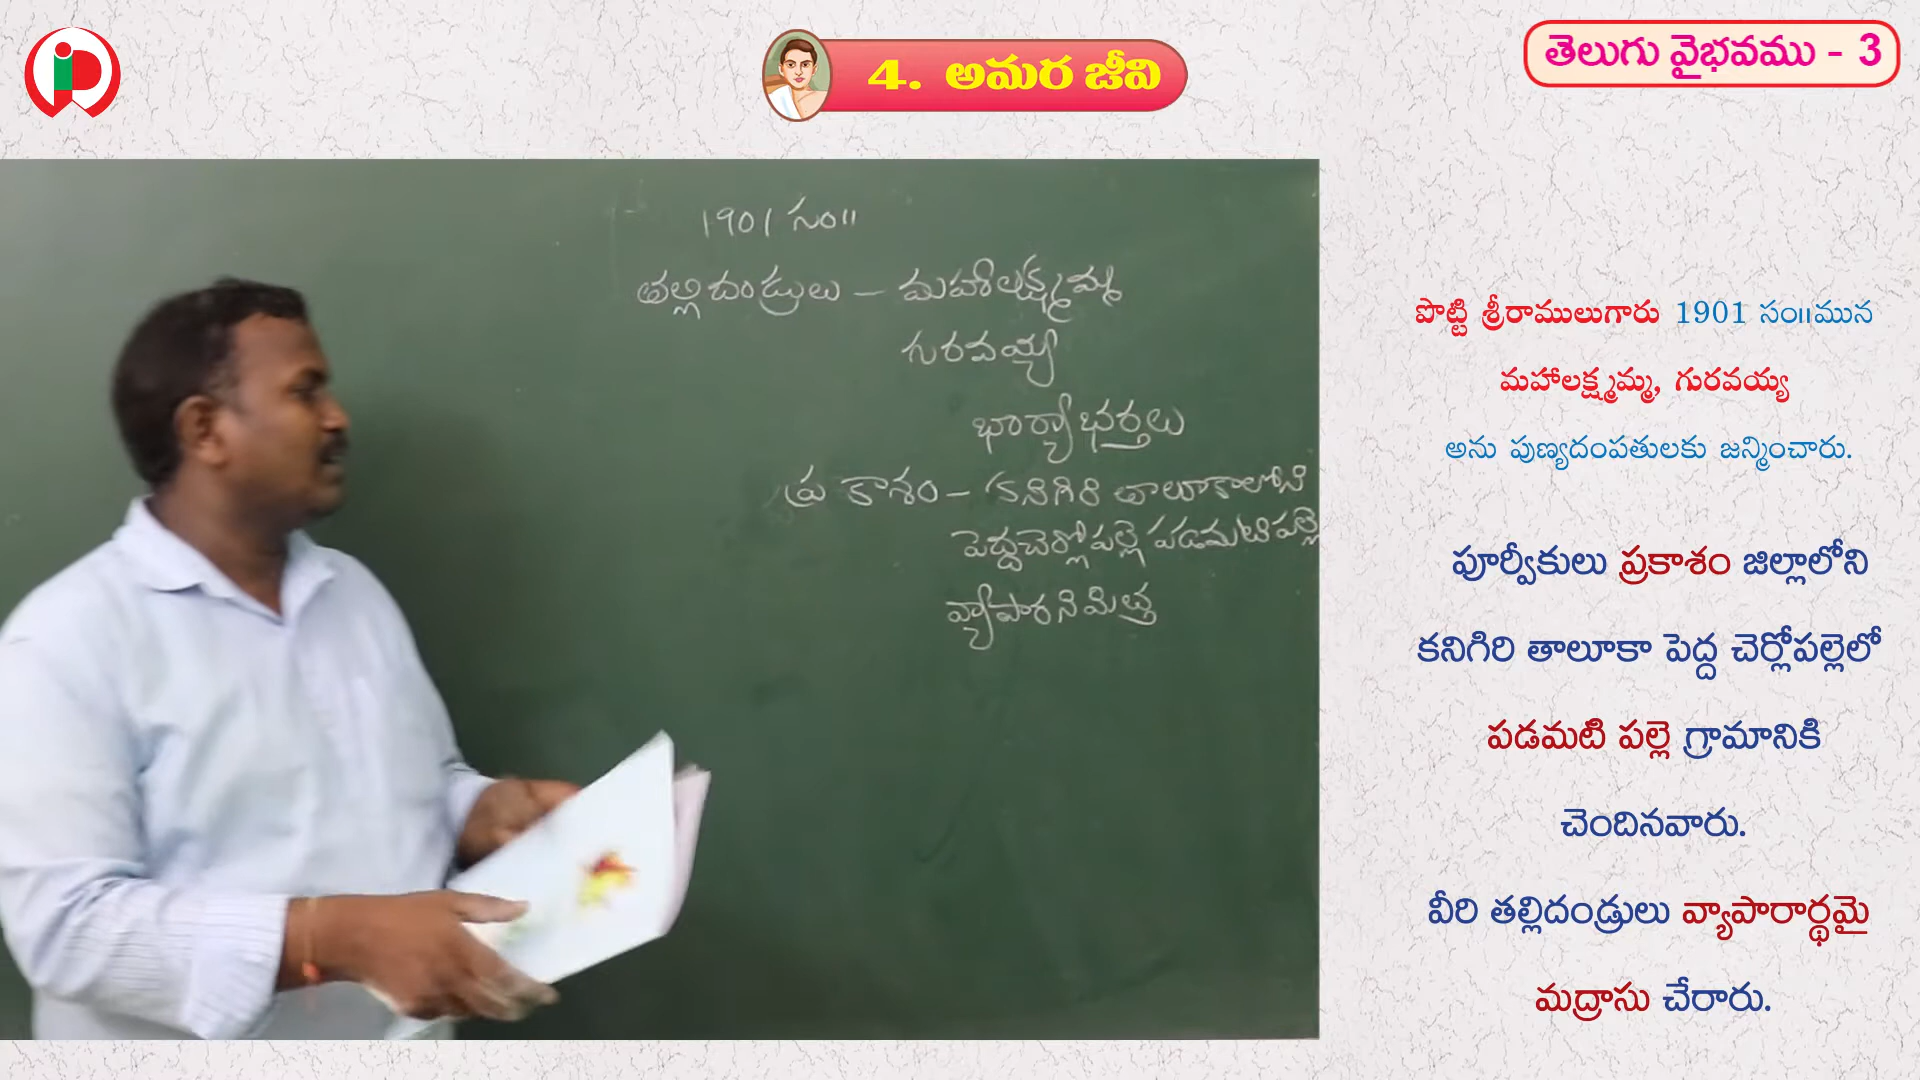 4. అమర జీవి
తెలుగు వైభవము - 3
1901 సం॥
తల్లిదండ్రులు – మహాలక్ష్మమ్మ
గురవయ్య
భార్యాభర్తలు
ప్రకాశం – కనిగిరి తాలూకాలోని
పెద్దచెర్లోపల్లె పడమటిపల్లె
వ్యాపార నిమిత్త
పొట్టి శ్రీరాములుగారు 1901 సం॥మున
మహాలక్ష్మమ్మ, గురవయ్య
అను పుణ్యదంపతులకు జన్మించారు.
పూర్వీకులు ప్రకాశం జిల్లాలోని
కనిగిరి తాలూకా పెద్ద చెర్లోపల్లెలో
పడమటి పల్లె గ్రామానికి
చెందినవారు.
వీరి తల్లిదండ్రులు వ్యాపారార్థమై
మద్రాసు చేరారు.